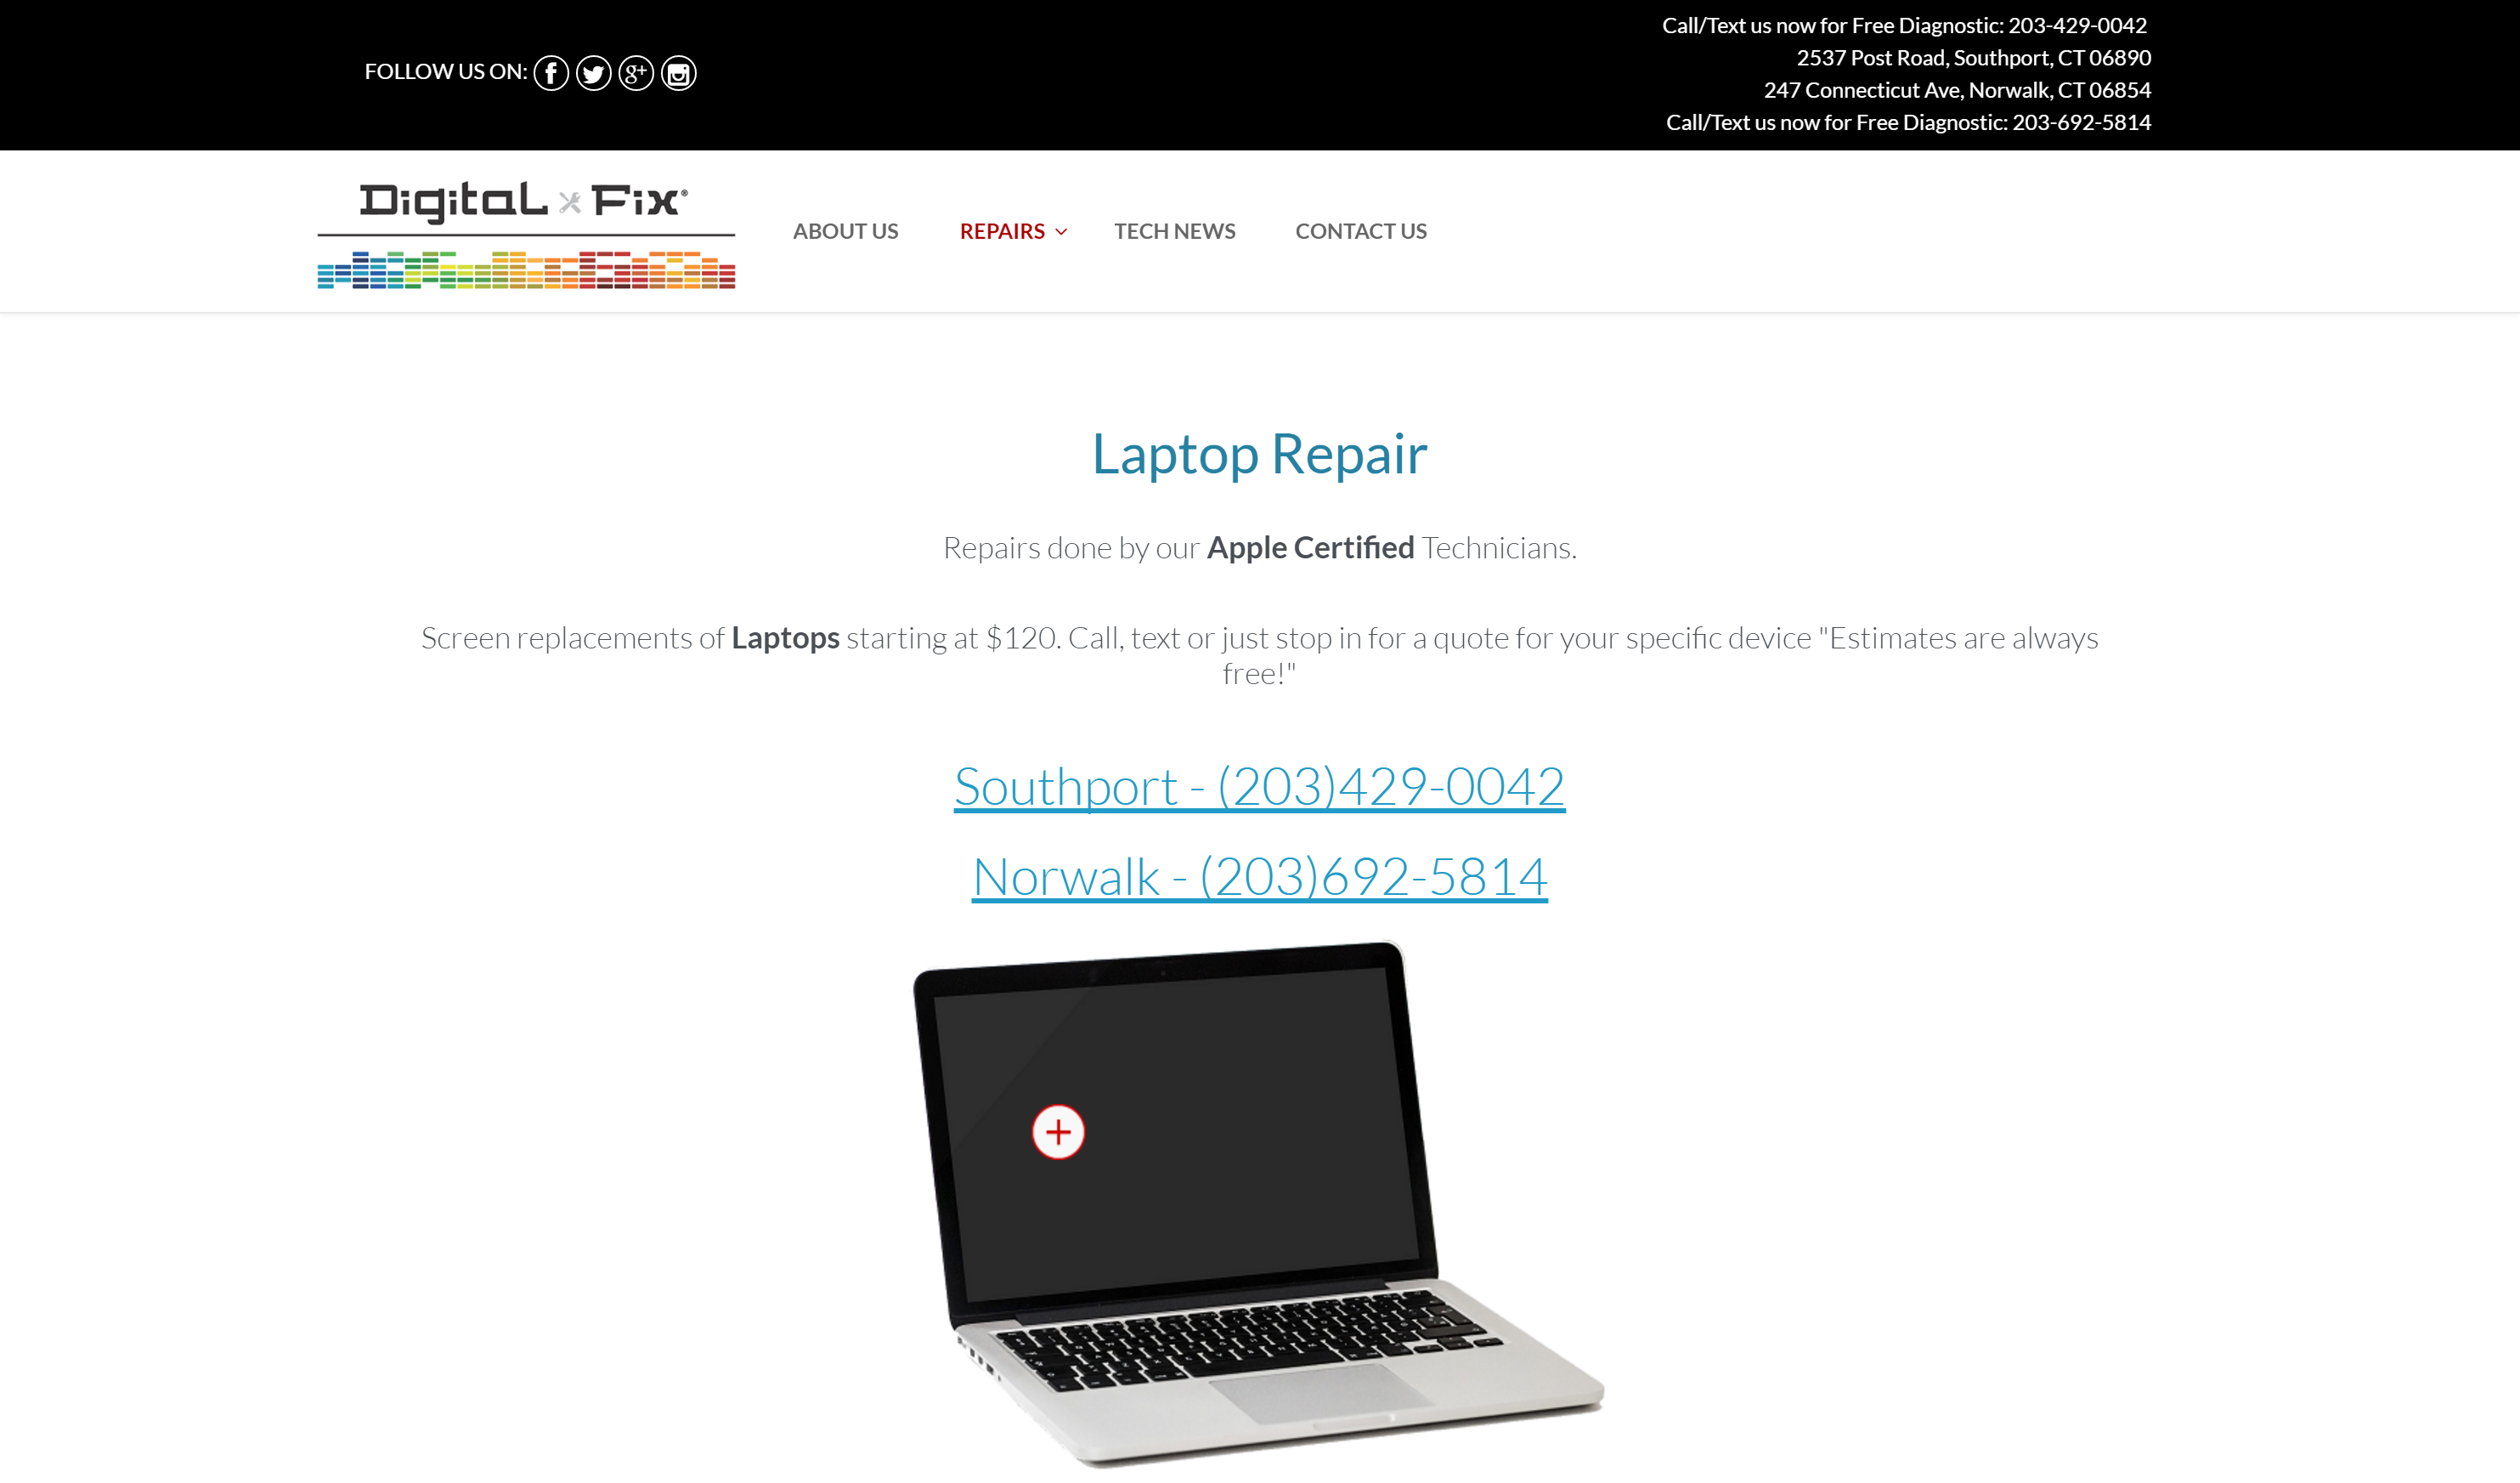 FOLLOW US ON:
Call/Text us now for Free Diagnostic: 203-429-0042
2537 Post Road, Southport, CT 06890
247 Connecticut Ave, Norwalk, CT 06854
Call/Text us now for Free Diagnostic: 203-692-5814
Digital Fix®
ABOUT US
REPAIRS
TECH NEWS
CONTACT US
Laptop Repair
Repairs done by our Apple Certified Technicians.
Screen replacements of Laptops starting at $120. Call, text or just stop in for a quote for your specific device "Estimates are always
free!"
Southport - (203)429-0042
Norwalk - (203)692-5814